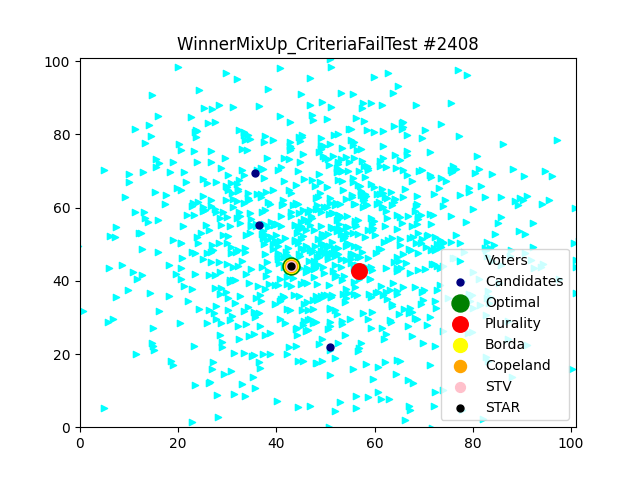 WinnerMixUp_CriteriaFailTest #2408
100
80
60
40
20
0
0
20
40
60
80
100
Voters
Candidates
Optimal
Plurality
Borda
Copeland
STV
STAR